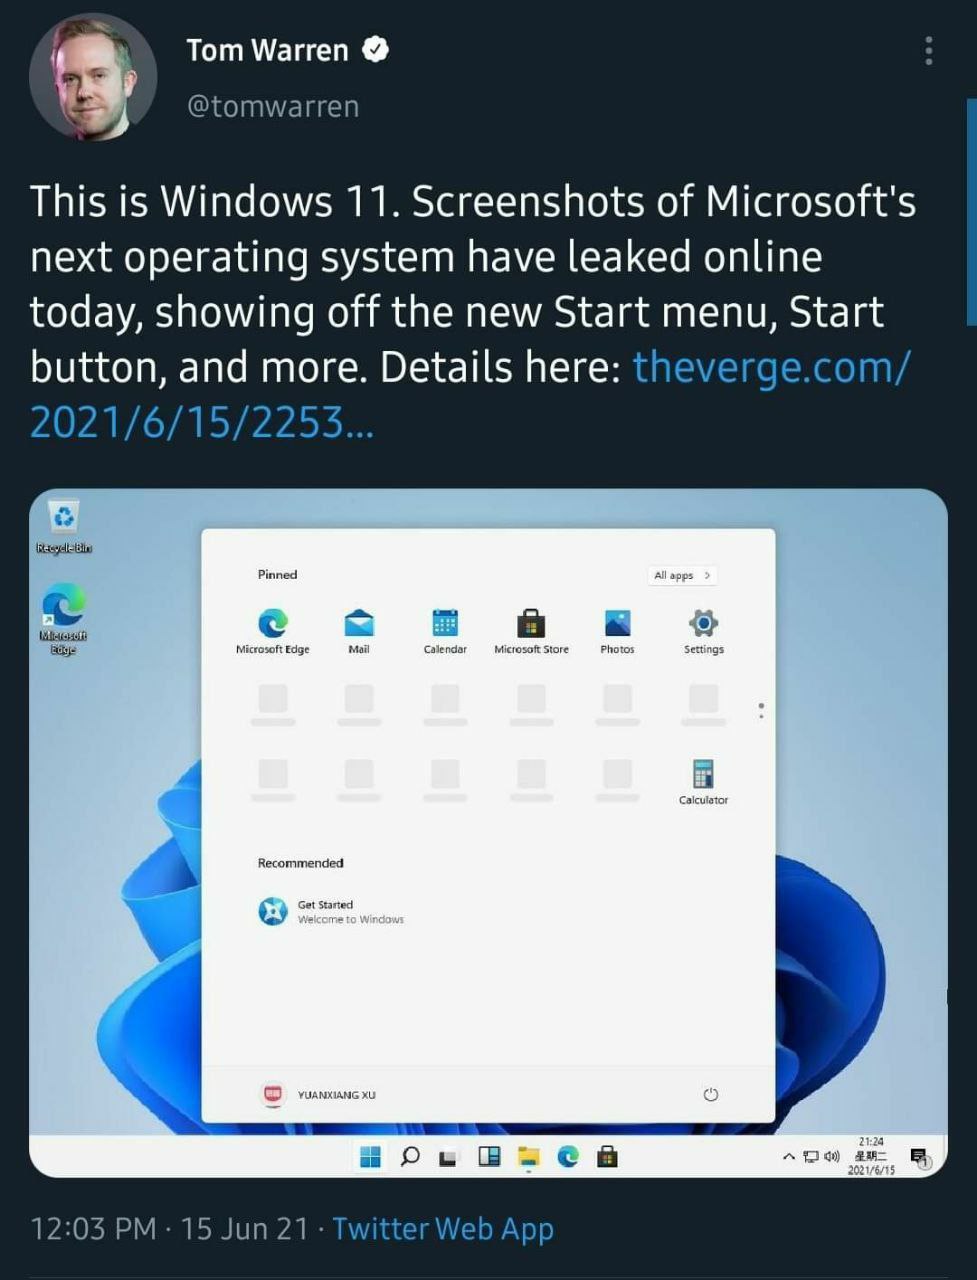 Tom Warren
@tomwarren
This is Windows 11. Screenshots of Microsoft's
next operating system have leaked online
today, showing off the new Start menu, Start
button, and more. Details here: theverge.com/
2021/6/15/2253...
Recycle Bin
Microsoft
Edge
Pinned
All apps
Microsoft Edge
Mail
Calendar
Microsoft Store
Photos
Settings
Calculator
Recommended
Get Started
Welcome to Windows
YUANXIANG XU
21:24
星期二
2021/6/15
1
12:03 PM · 15 Jun 21 · Twitter Web App